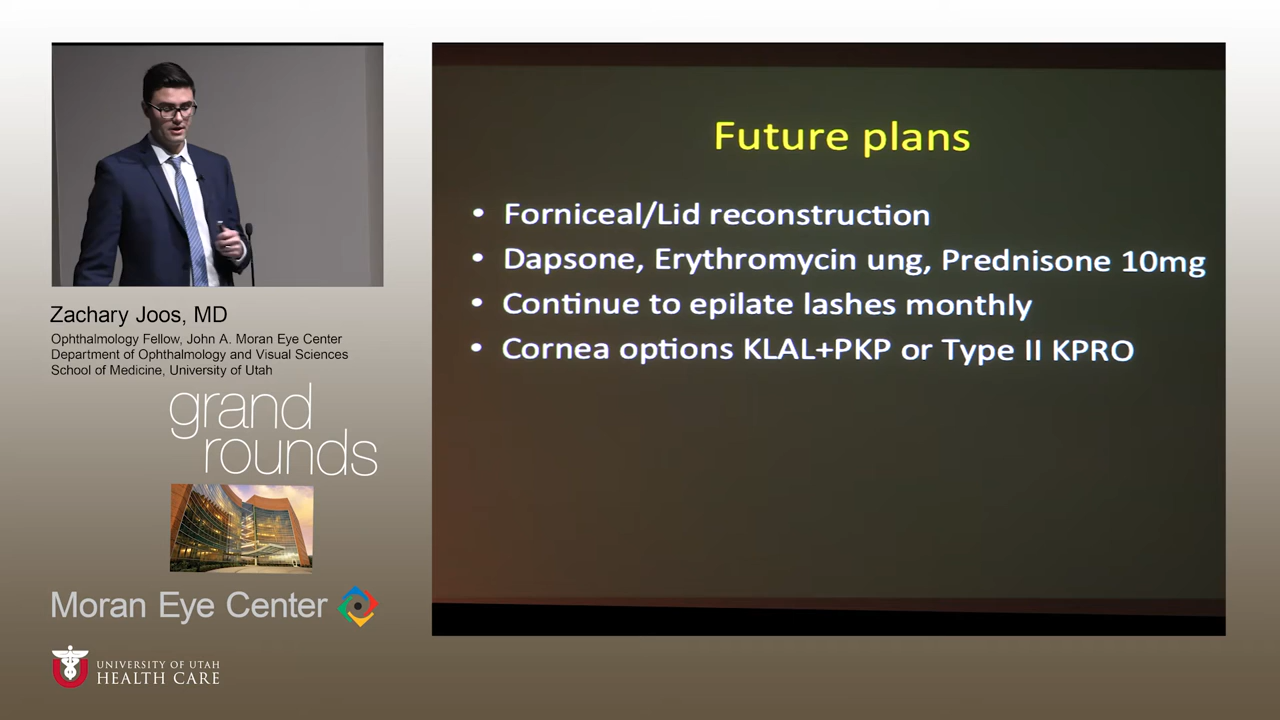 Future plans
• Forniceal/Lid reconstruction
• Dapsone, Erythromycin ung, Prednisone 10mg
• Continue to epilate lashes monthly
• Cornea options KLAL+PKP or Type II KPRO
Zachary Joos, MD
Ophthalmology Fellow, John A. Moran Eye Center
Department of Ophthalmology and Visual Sciences
School of Medicine, University of Utah
grand
rounds
Moran Eye Center
UNIVERSITY OF UTAH
HEALTH CARE